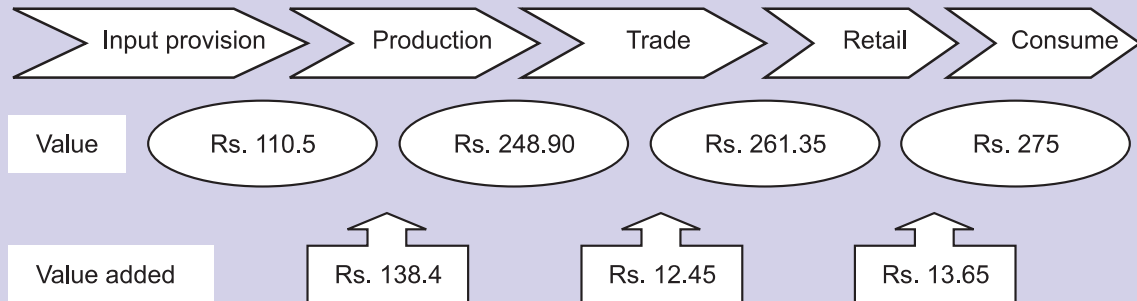 Input provision Production Trade Retail Consume
Value Rs. 110.5 Rs. 248.90 Rs. 261.35 Rs. 275
Value added Rs. 138.4 Rs. 12.45 Rs. 13.65